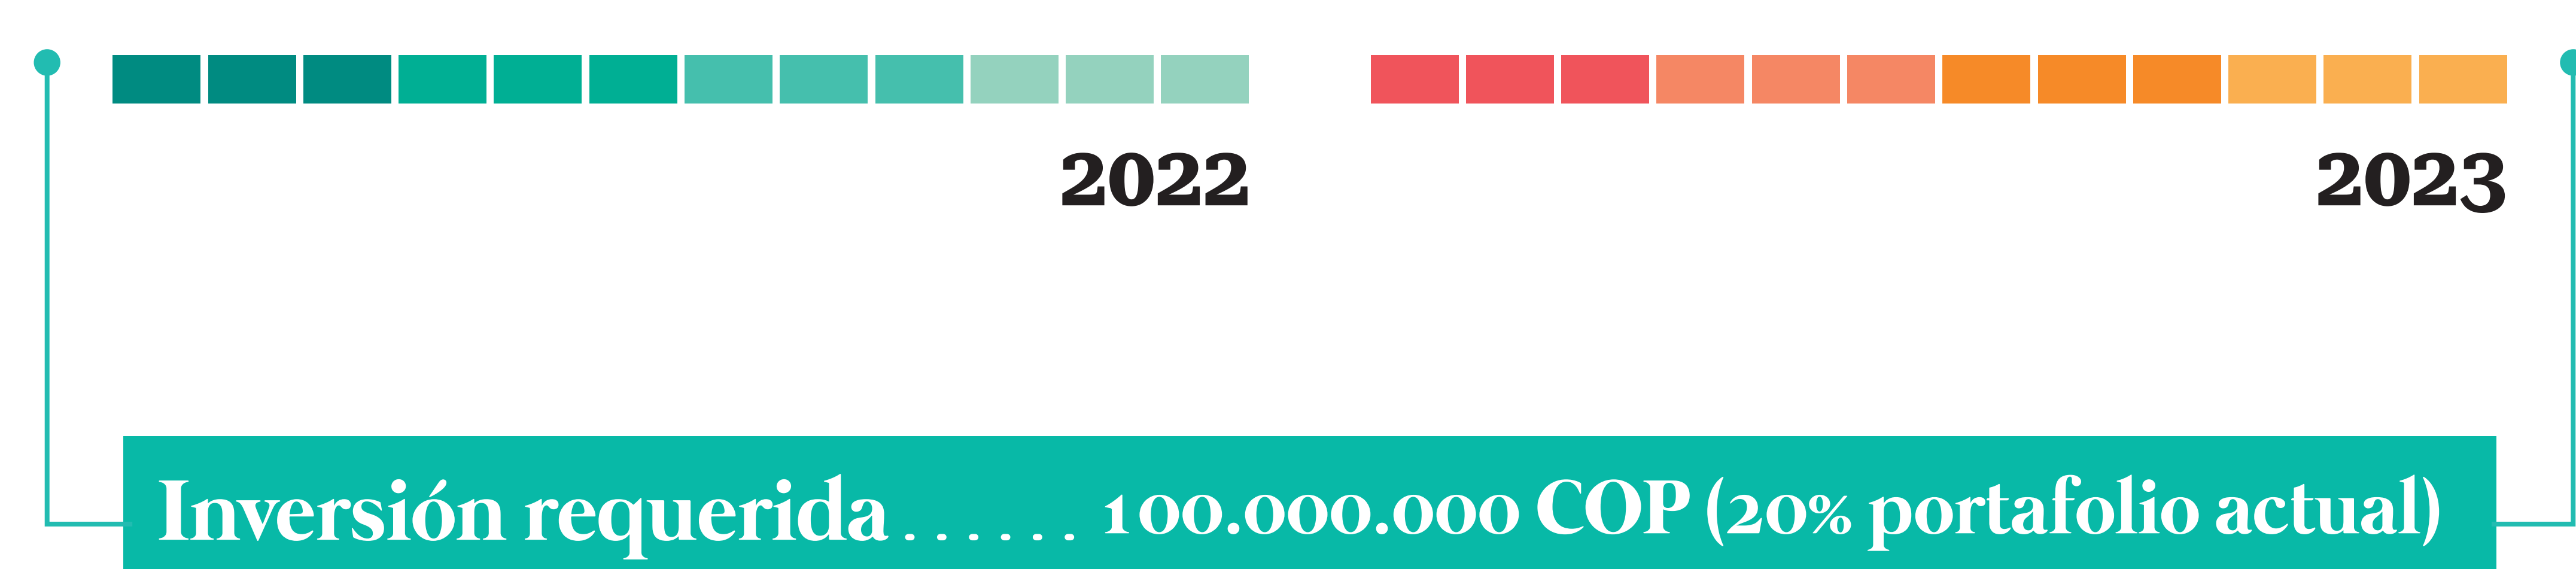 2022 2023
Inversión requerida . . . . . . 100.000.000 COP (20% portafolio actual)